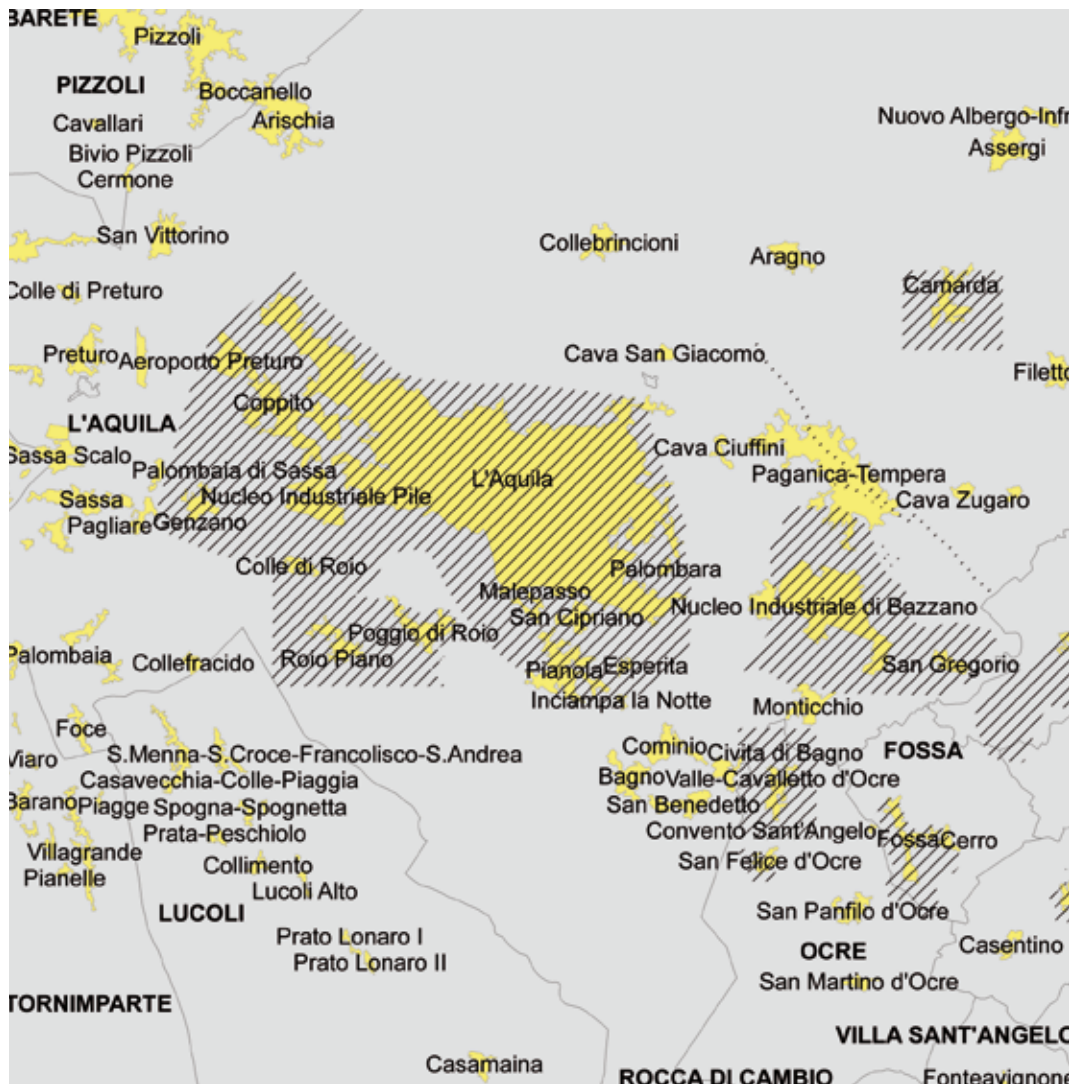 BARETE
Pizzoli
PIZZOLI
Boccanello
Cavallari
Arischia
Nuovo Albergo-Infr
Assergi
Bivio Pizzoli
Cermone
San Vittorino
Collebrincioni
Aragno
Colle di Preturo
Camarda
Preturo
Aeroporto Preturo
Cava San Giacomo
Filetto
Coppito
L'AQUILA
Sassa Scalo
Palombaia di Sassa
L'Aquila
Cava Ciuffini
Paganica-Tempera
Sassa
Nucleo Industriale Pile
Cava Zugaro
Pagliare
Genzano
Colle di Roio
Palombara
Malepasso
San Cipriano
Nucleo Industriale di Bazzano
Poggio di Roio
Palombaia
Collefracido
Roio Piano
Pianola
Esperita
San Gregorio
Inciampa la Notte
Monticchio
Foce
Viaro
S.Menna-S.Croce-Francolisco-S.Andrea
Cominio
Civita di Bagno
FOSSA
Casavecchia-Colle-Piaggia
Bagno
Valle-Cavalletto d'Ocre
Barano
Piagge
Spogna-Spognetta
San Benedetto
Prata-Peschiolo
Convento Sant'Angelo
Fossa
Cerro
Villagrande
Pianelle
Collimento
San Felice d'Ocre
Lucoli Alto
LUCOLI
San Panfilo d'Ocre
Prato Lonaro I
Prato Lonaro II
OCRE
Casentino
San Martino d'Ocre
TORNIMPARTE
VILLA SANT'ANGELO
Casamaina
ROCCA DI CAMBIO
Fonteavignone